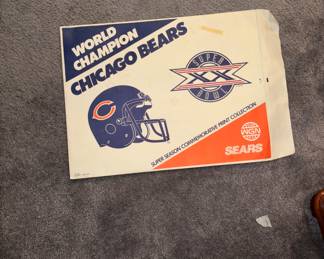 WORLD
CHAMPION
CHICAGO BEARS
SUPER
XX
BOWL
C
SUPER SEASON COMMEMORATIVE PRINT COLLECTION
WGN
SEARS